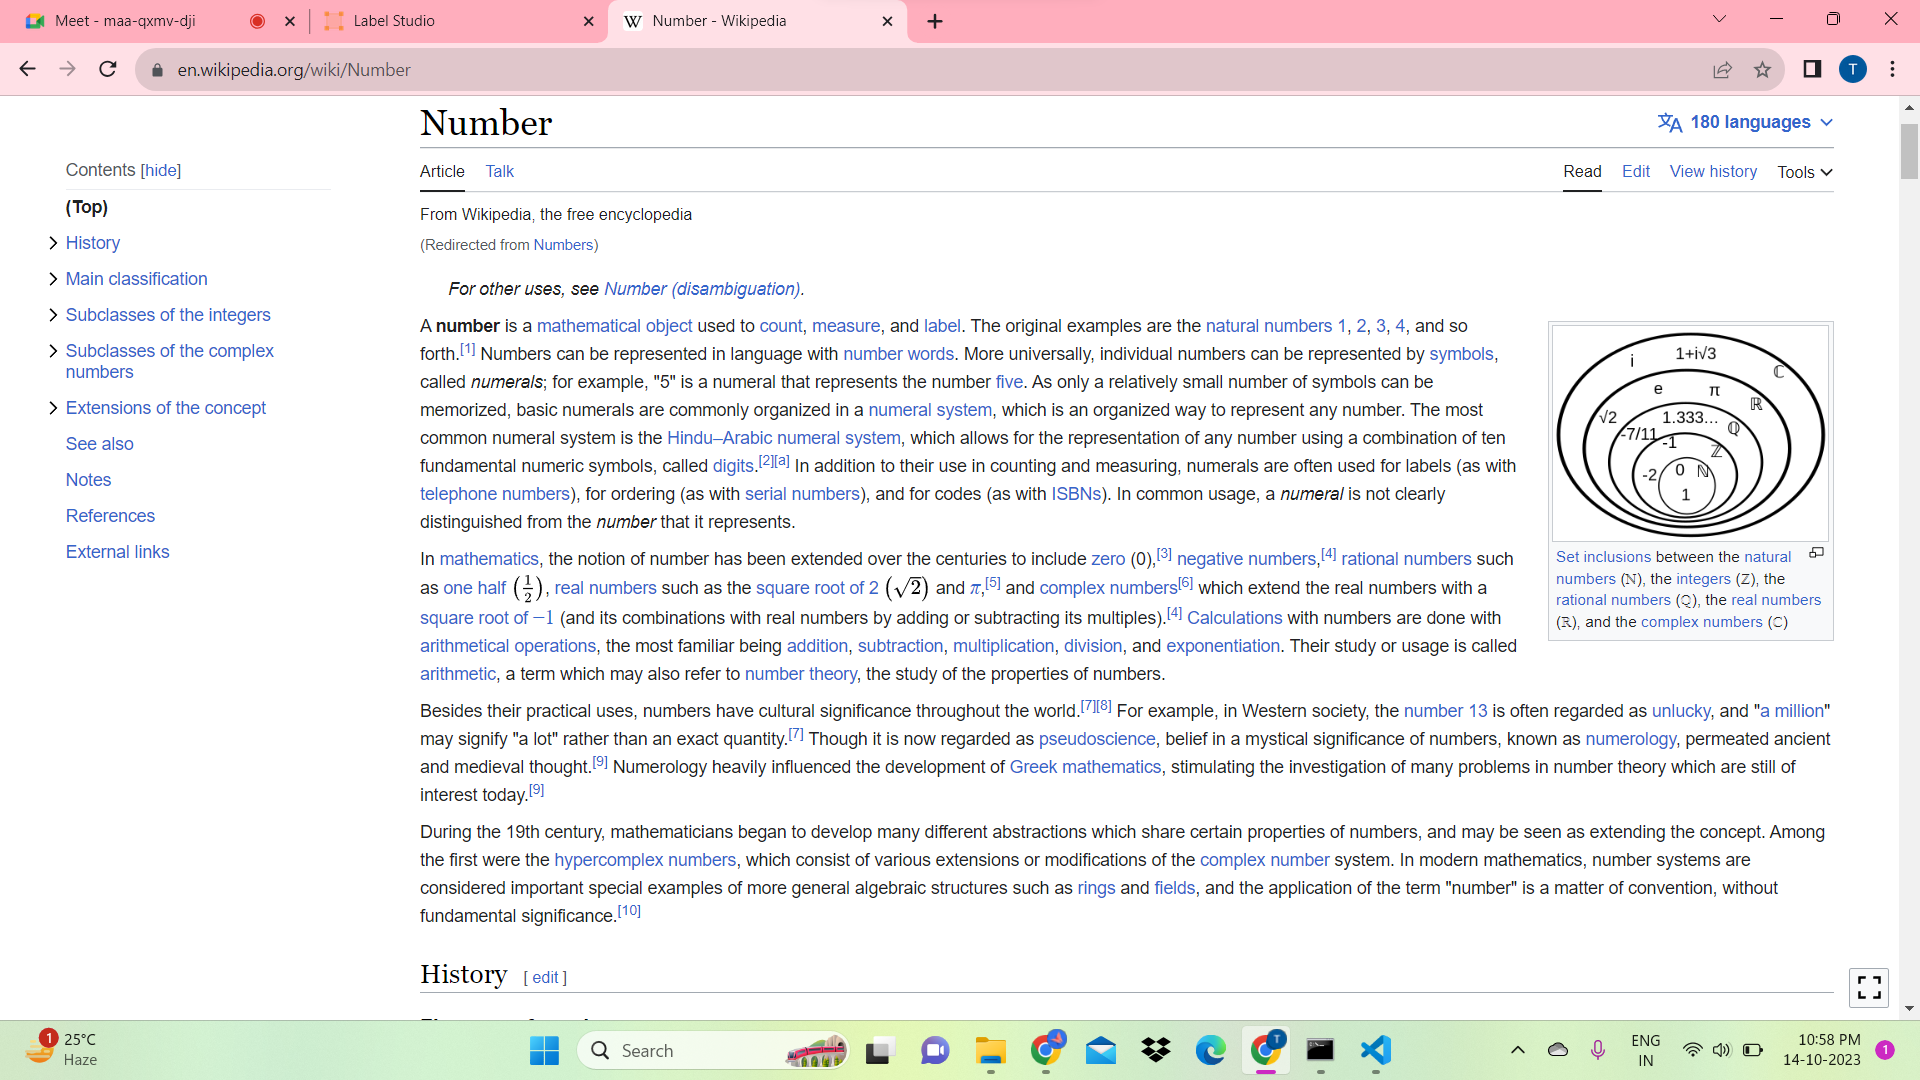 Meet - maa-qxmv-dji
Label Studio
Number - Wikipedia
en.wikipedia.org/wiki/Number
T
Number
180 languages
Contents [hide]
(Top)
History
Main classification
Subclasses of the integers
Subclasses of the complex
numbers
Extensions of the concept
See also
Notes
References
External links
Article Talk
Read Edit View history Tools
From Wikipedia, the free encyclopedia
(Redirected from Numbers)
For other uses, see Number (disambiguation).
A number is a mathematical object used to count, measure, and label. The original examples are the natural numbers 1, 2, 3, 4, and so
forth.[1] Numbers can be represented in language with number words. More universally, individual numbers can be represented by symbols,
called numerals; for example, "5" is a numeral that represents the number five. As only a relatively small number of symbols can be
memorized, basic numerals are commonly organized in a numeral system, which is an organized way to represent any number. The most
common numeral system is the Hindu–Arabic numeral system, which allows for the representation of any number using a combination of ten
fundamental numeric symbols, called digits.[2][a] In addition to their use in counting and measuring, numerals are often used for labels (as with
telephone numbers), for ordering (as with serial numbers), and for codes (as with ISBNs). In common usage, a numeral is not clearly
distinguished from the number that it represents.
In mathematics, the notion of number has been extended over the centuries to include zero (0),[3] negative numbers,[4] rational numbers such
as one half (1/2), real numbers such as the square root of 2 (√2) and π,[5] and complex numbers[6] which extend the real numbers with a
square root of −1 (and its combinations with real numbers by adding or subtracting its multiples).[4] Calculations with numbers are done with
arithmetical operations, the most familiar being addition, subtraction, multiplication, division, and exponentiation. Their study or usage is called
arithmetic, a term which may also refer to number theory, the study of the properties of numbers.
Besides their practical uses, numbers have cultural significance throughout the world.[7][8] For example, in Western society, the number 13 is often regarded as unlucky, and "a million"
may signify "a lot" rather than an exact quantity.[7] Though it is now regarded as pseudoscience, belief in a mystical significance of numbers, known as numerology, permeated ancient
and medieval thought.[9] Numerology heavily influenced the development of Greek mathematics, stimulating the investigation of many problems in number theory which are still of
interest today.[9]
During the 19th century, mathematicians began to develop many different abstractions which share certain properties of numbers, and may be seen as extending the concept. Among
the first were the hypercomplex numbers, which consist of various extensions or modifications of the complex number system. In modern mathematics, number systems are
considered important special examples of more general algebraic structures such as rings and fields, and the application of the term "number" is a matter of convention, without
fundamental significance.[10]
History [ edit ]
i 1+i√3 ℂ
e π ℝ
√2 1.333... ℚ
-7/11 -1 ℤ
-2 0 ℕ
1
Set inclusions between the natural
numbers (ℕ), the integers (ℤ), the
rational numbers (ℚ), the real numbers
(ℝ), and the complex numbers (ℂ)
1
25°C
Haze
Search
T
ENG
IN
10:58 PM
14-10-2023
1